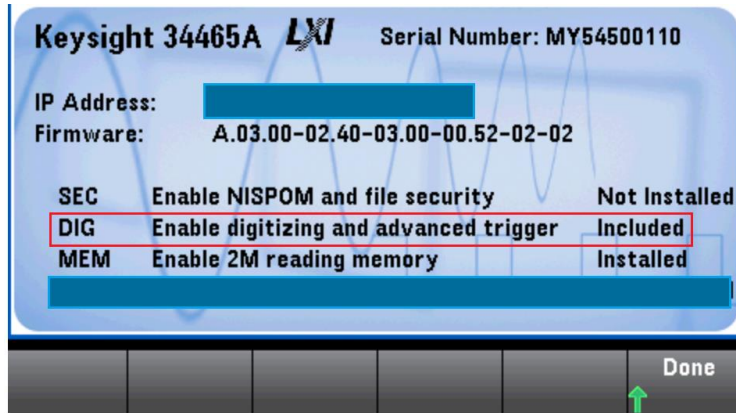 Keysight 34465A LXI Serial Number: MY54500110
IP Address:
Firmware: A.03.00-02.40-03.00-00.52-02-02
SEC Enable NISPOM and file security Not Installed
DIG Enable digitizing and advanced trigger Included
MEM Enable 2M reading memory Installed
Done